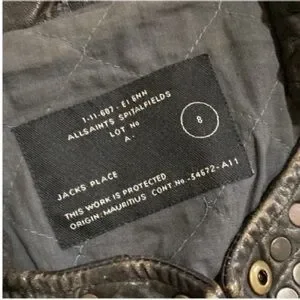 1-11-607-E1 6NN
ALLSAINTS SPITALFIELDS
LOT No
A-
8
JACKS PLACE
THIS WORK IS PROTECTED
ORIGIN: MAURITIUS CONT. No.-54672-A11